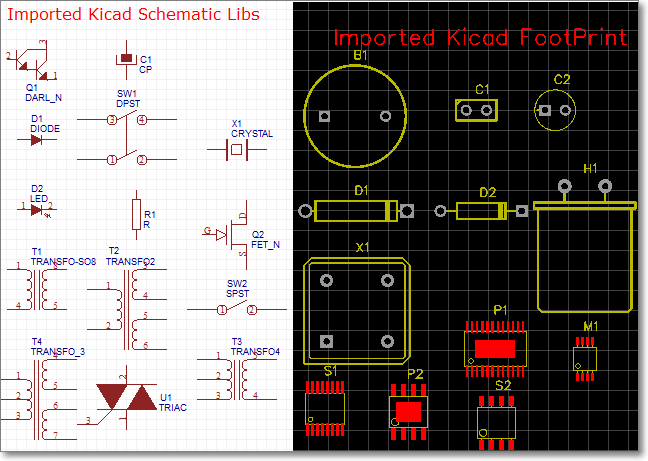 Imported Kicad Schematic Libs
3
2
1
Q1
DARL_N
C1
CP
SW1
DPST
3
4
1
2
D1
DIODE
X1
CRYSTAL
D2
LED
1
2
R1
R
G
D
S
Q2
FET_N
T1
TRANSFO-SO8
1
8
4
5
T2
TRANSFO2
1
2
3
4
5
6
SW2
SPST
1
2
T4
TRANSFO_3
1
2
3
4
5
6
7
T3
TRANSFO4
1
2
3
4
2
3
1
U1
TRIAC
Imported Kicad FootPrint
B1
C1
C2
H1
D1
D2
X1
P1
M1
S1
P2
S2